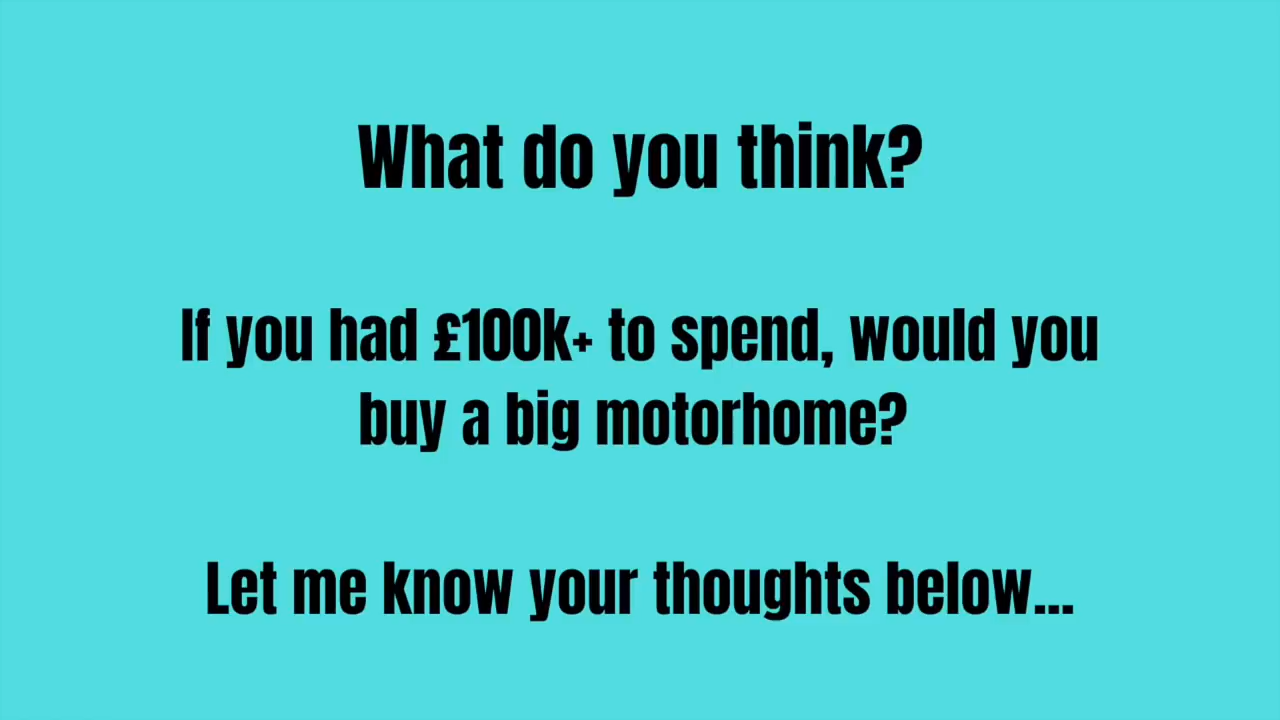 What do you think?
If you had £100k+ to spend, would you
buy a big motorhome?
Let me know your thoughts below...